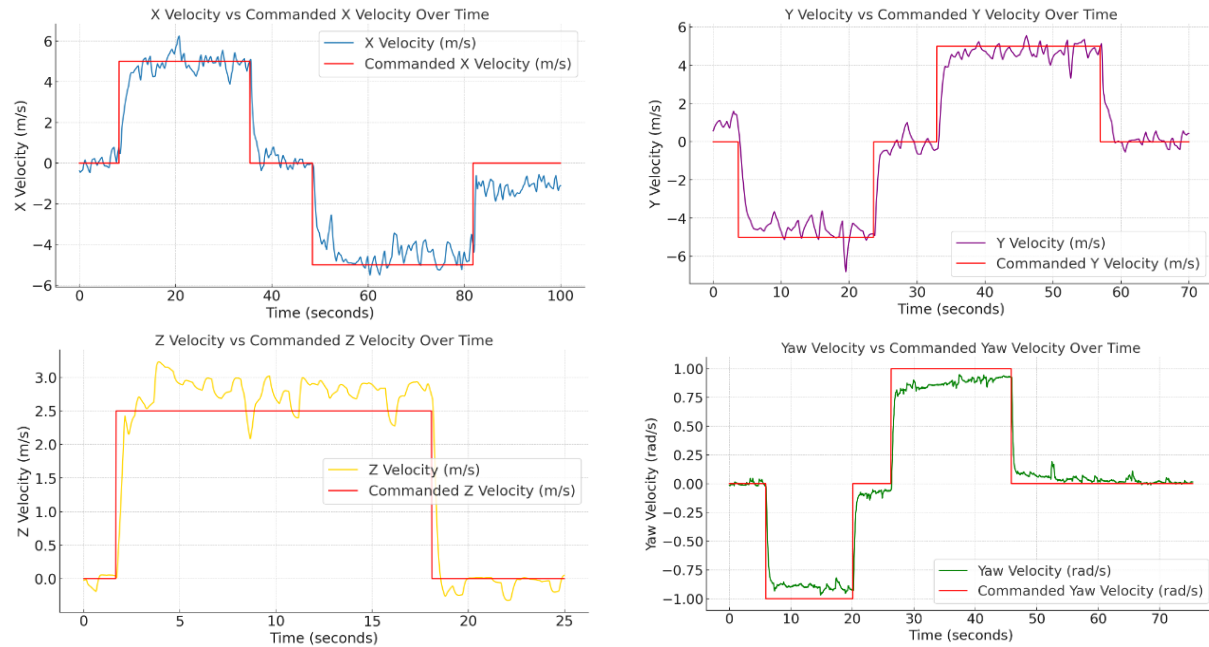 X Velocity vs Commanded X Velocity Over Time
6
4
2
0
−2
−4
−6
X Velocity (m/s)
X Velocity (m/s)
Commanded X Velocity (m/s)
0 20 40 60 80 100
Time (seconds)
Y Velocity vs Commanded Y Velocity Over Time
6
4
2
0
−2
−4
−6
Y Velocity (m/s)
Y Velocity (m/s)
Commanded Y Velocity (m/s)
0 10 20 30 40 50 60 70
Time (seconds)
Z Velocity vs Commanded Z Velocity Over Time
3.0
2.5
2.0
1.5
1.0
0.5
0.0
Z Velocity (m/s)
Z Velocity (m/s)
Commanded Z Velocity (m/s)
0 5 10 15 20 25
Time (seconds)
Yaw Velocity vs Commanded Yaw Velocity Over Time
1.00
0.75
0.50
0.25
0.00
−0.25
−0.50
−0.75
−1.00
Yaw Velocity (rad/s)
Yaw Velocity (rad/s)
Commanded Yaw Velocity (rad/s)
0 10 20 30 40 50 60 70
Time (seconds)